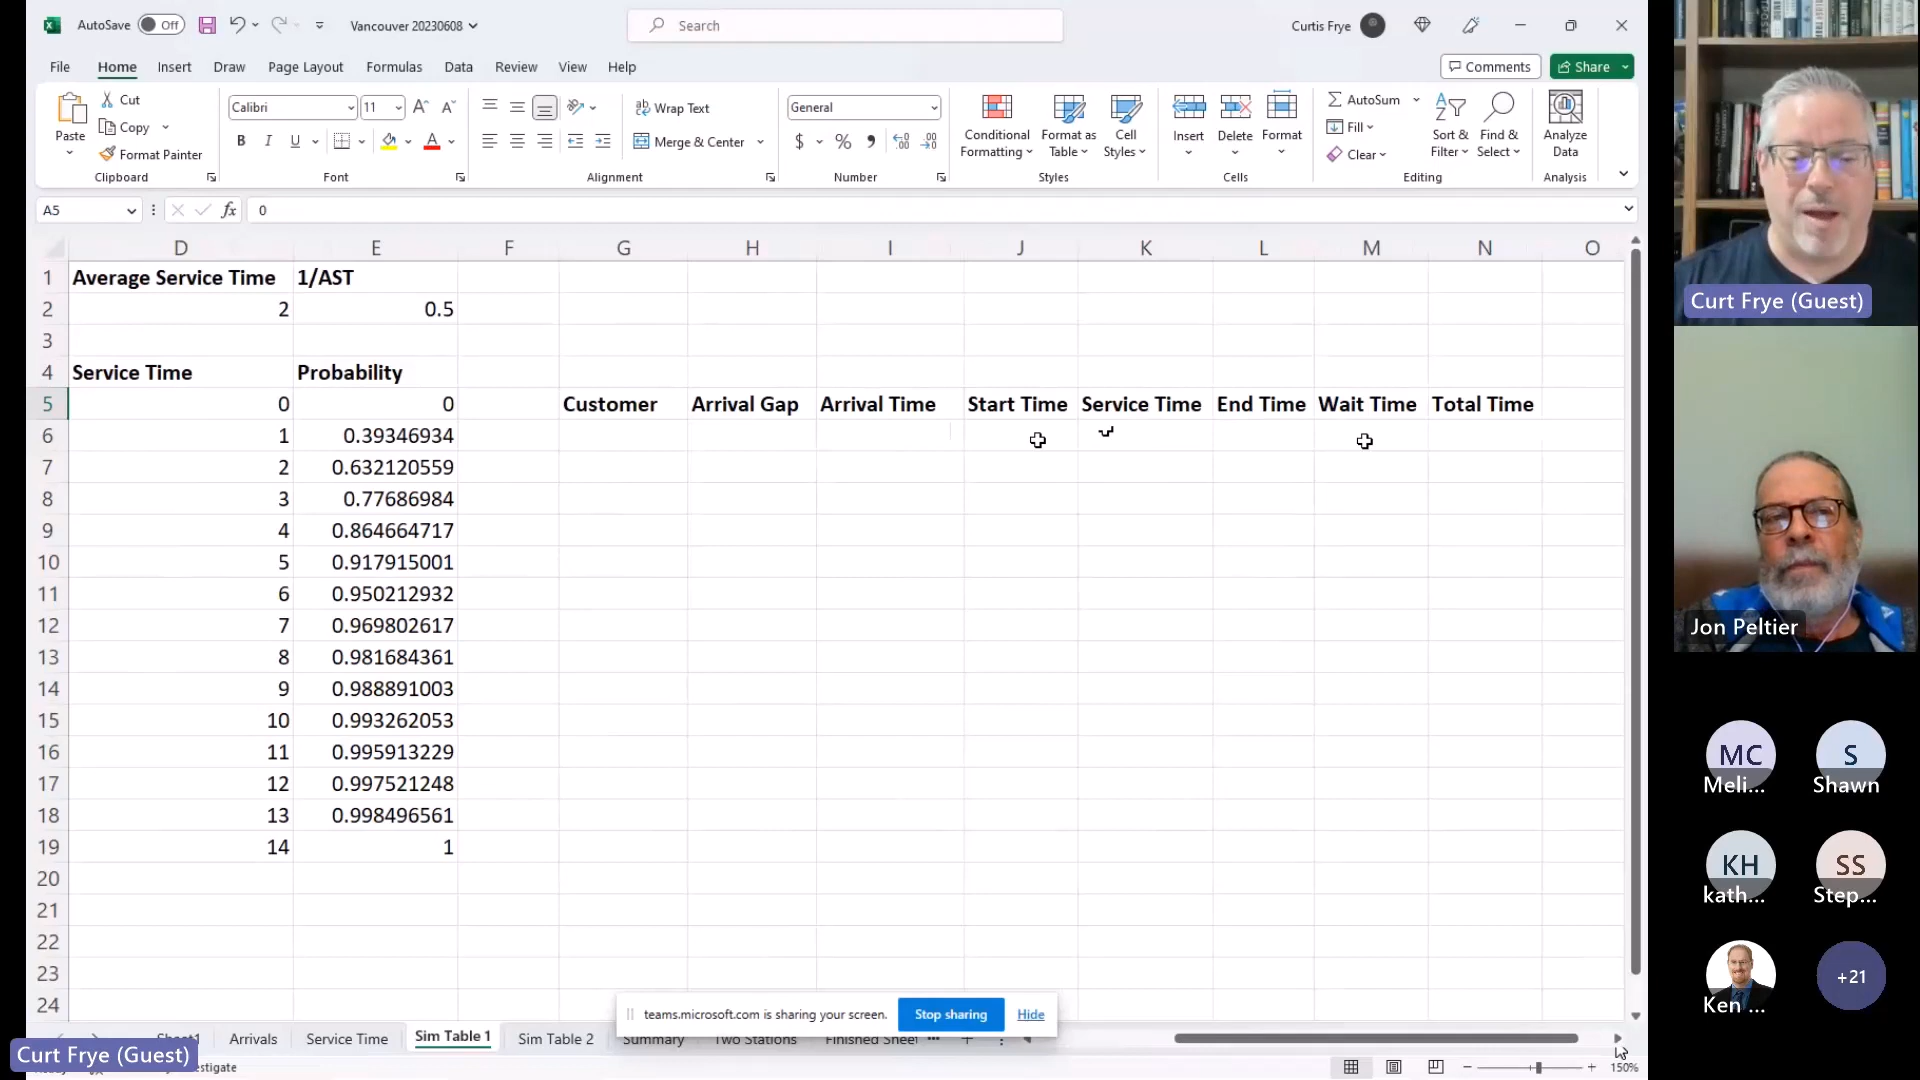 AutoSave Off Vancouver 20230608 Search Curtis Frye
File Home Insert Draw Page Layout Formulas Data Review View Help Comments Share
Paste Cut Copy Format Painter Clipboard
Calibri 11 B I U A Font
Wrap Text Merge & Center Alignment
General $ % Number
Conditional Formatting Format as Table Cell Styles Styles
Insert Delete Format Cells
AutoSum Fill Clear Sort & Filter Find & Select Editing
Analyze Data Analysis
A5 fx 0
D E F G H I J K L M N O
1 Average Service Time 1/AST
2 2 0.5
3
4 Service Time Probability
5 0 0 Customer Arrival Gap Arrival Time Start Time Service Time End Time Wait Time Total Time
6 1 0.39346934
7 2 0.632120559
8 3 0.77686984
9 4 0.864664717
10 5 0.917915001
11 6 0.950212932
12 7 0.969802617
13 8 0.981684361
14 9 0.988891003
15 10 0.993262053
16 11 0.995913229
17 12 0.997521248
18 13 0.998496561
19 14 1
20
21
22
23
24
teams.microsoft.com is sharing your screen. Stop sharing Hide
Sheet1 Arrivals Service Time Sim Table 1 Sim Table 2 Summary Two Stations Finished Sheet
150%
Curt Frye (Guest)
Curt Frye (Guest)
Jon Peltier
MC S
Meli... Shawn
KH SS
kath... Step...
Ken ... +21